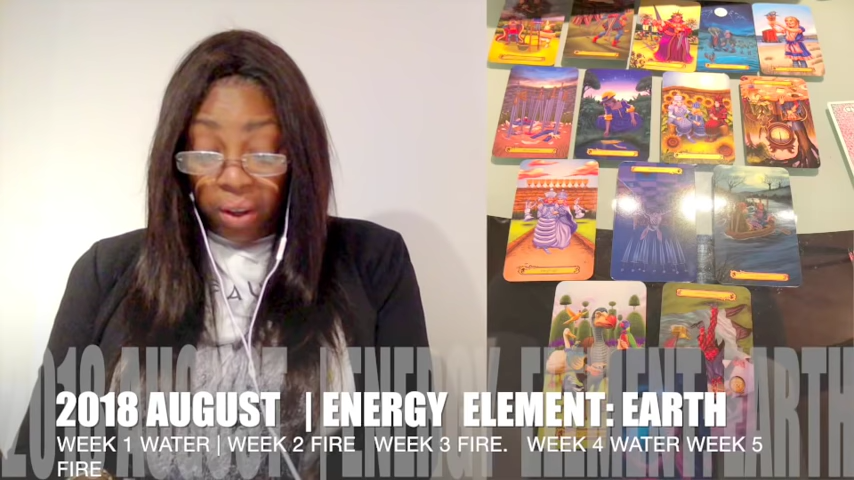 AU
2018 AUGUST | ENERGY ELEMENT: EARTH
WEEK 1 WATER | WEEK 2 FIRE WEEK 3 FIRE. WEEK 4 WATER WEEK 5
FIRE